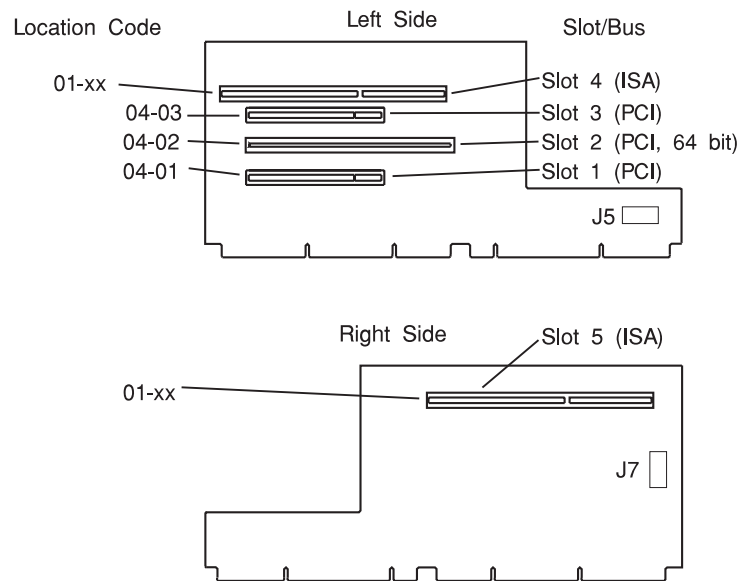 Location Code Left Side Slot/Bus
01-xx Slot 4 (ISA)
04-03 Slot 3 (PCI)
04-02 Slot 2 (PCI, 64 bit)
04-01 Slot 1 (PCI)
J5
Right Side Slot 5 (ISA)
01-xx
J7